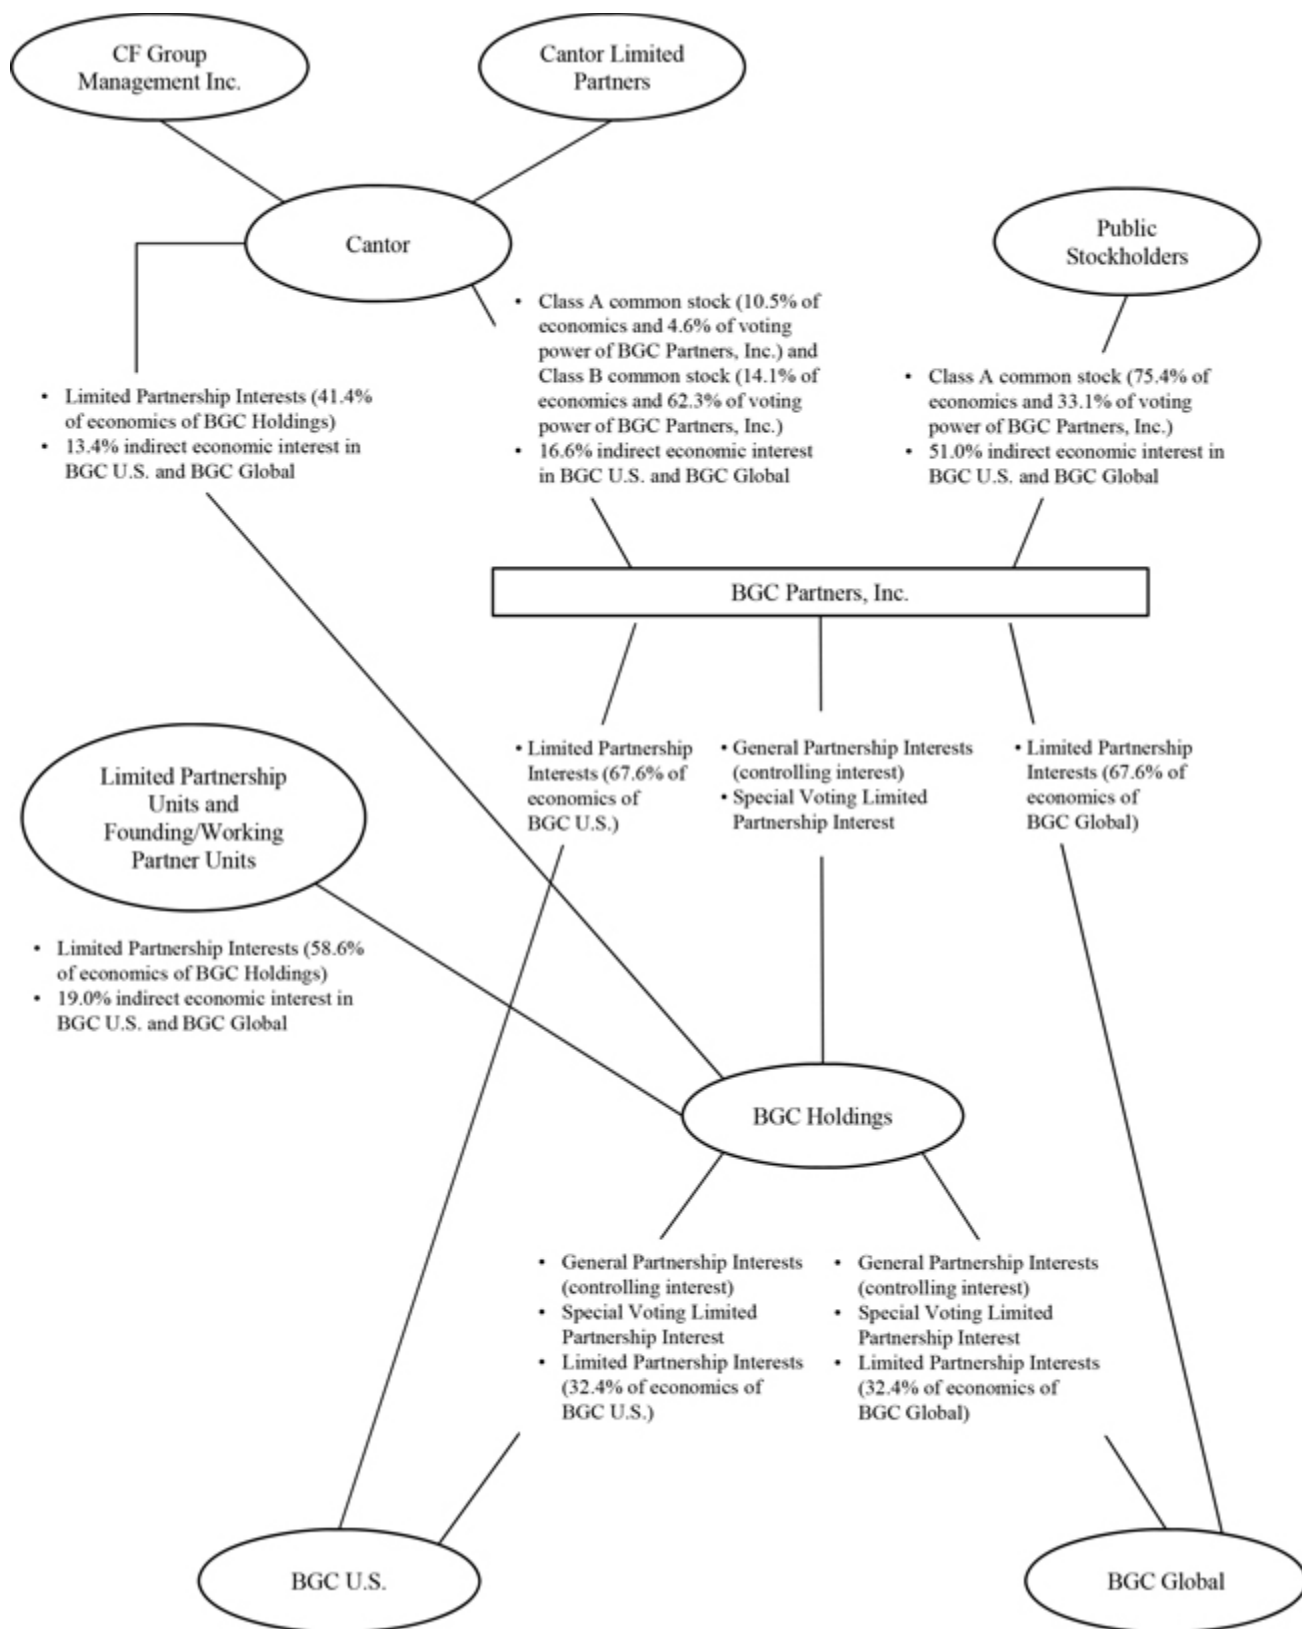 CF Group
Management Inc.
Cantor Limited
Partners
Cantor
Public
Stockholders
• Limited Partnership Interests (41.4%
of economics of BGC Holdings)
• 13.4% indirect economic interest in
BGC U.S. and BGC Global
• Class A common stock (10.5% of
economics and 4.6% of voting
power of BGC Partners, Inc.) and
Class B common stock (14.1% of
economics and 62.3% of voting
power of BGC Partners, Inc.)
• 16.6% indirect economic interest
in BGC U.S. and BGC Global
• Class A common stock (75.4% of
economics and 33.1% of voting
power of BGC Partners, Inc.)
• 51.0% indirect economic interest in
BGC U.S. and BGC Global
BGC Partners, Inc.
Limited Partnership
Units and
Founding/Working
Partner Units
• Limited Partnership Interests (58.6%
of economics of BGC Holdings)
• 19.0% indirect economic interest in
BGC U.S. and BGC Global
• Limited Partnership
Interests (67.6% of
economics of
BGC U.S.)
• General Partnership Interests
(controlling interest)
• Special Voting Limited
Partnership Interest
• Limited Partnership
Interests (67.6% of
economics of
BGC Global)
BGC Holdings
• General Partnership Interests
(controlling interest)
• Special Voting Limited
Partnership Interest
• Limited Partnership Interests
(32.4% of economics of
BGC U.S.)
• General Partnership Interests
(controlling interest)
• Special Voting Limited
Partnership Interest
• Limited Partnership Interests
(32.4% of economics of
BGC Global)
BGC U.S.
BGC Global